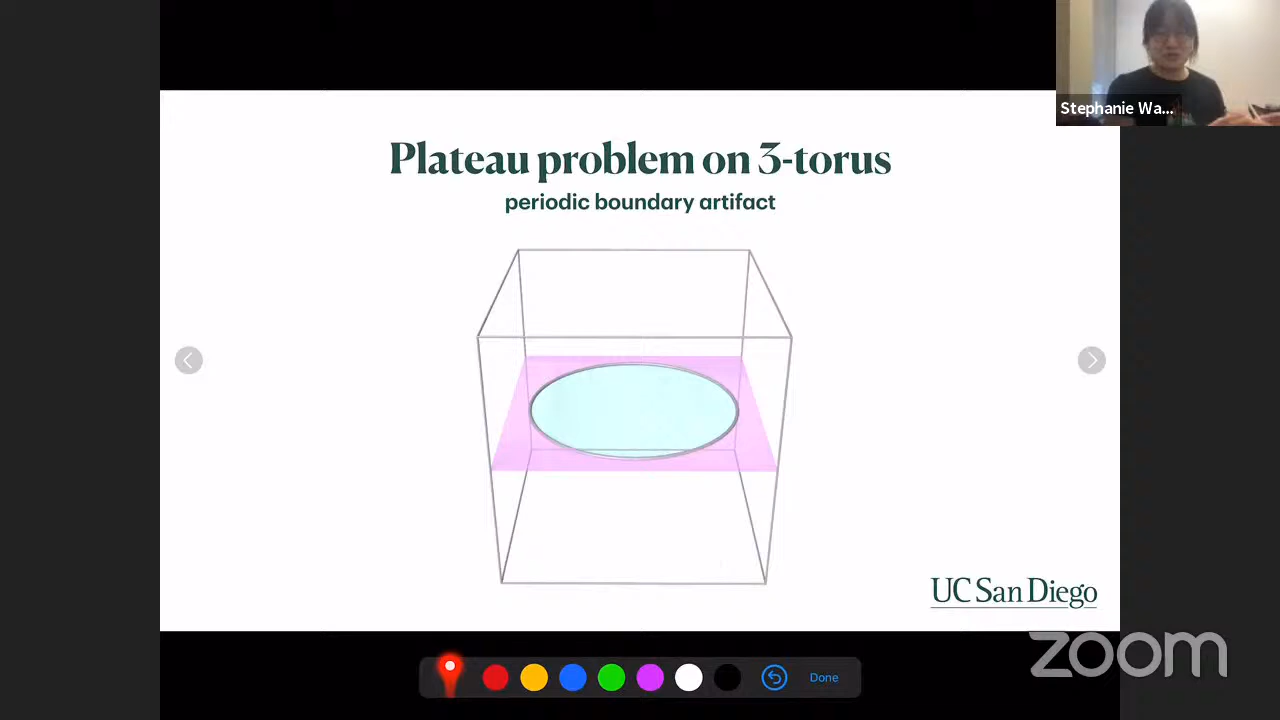 Stephanie Wa...
Plateau problem on 3-torus
periodic boundary artifact
UC San Diego
zoom
Done